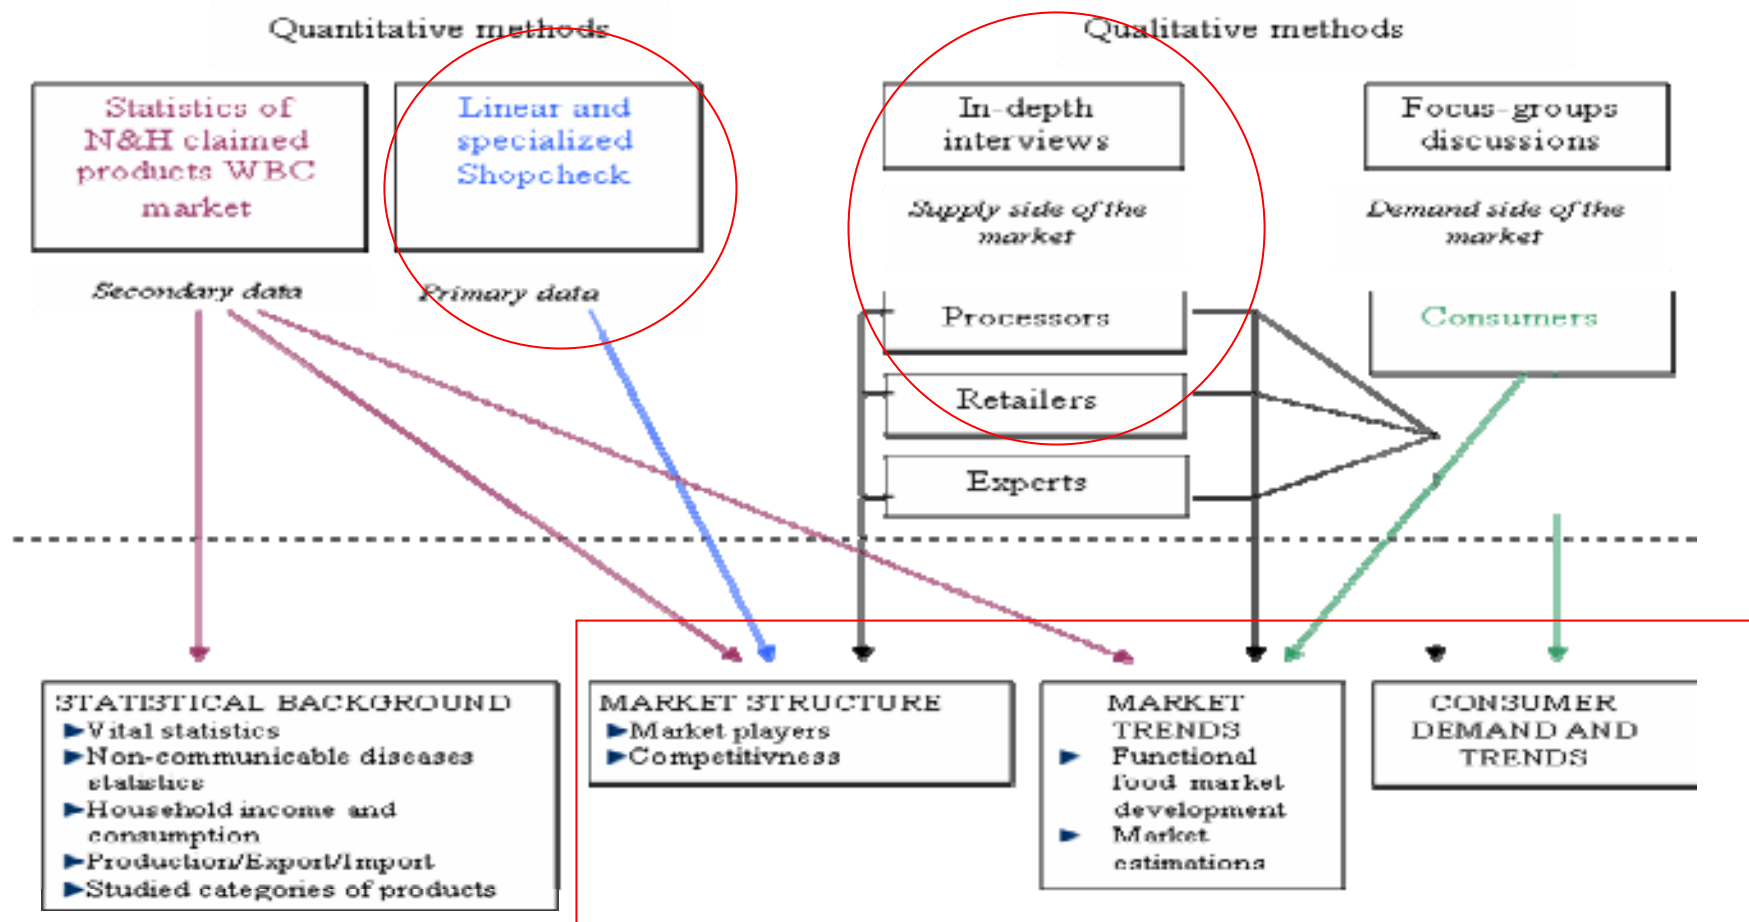 Quantitative methods
Qualitative methods
Statistics of
N&H claimed
products WBC
market
Linear and
specialized
Shopcheck
In-depth
interviews
Focus-groups
discussions
Supply side of the
market
Demand side of the
market
Secondary data
Primary data
Processors
Consumers
Retailers
Experts
STATISTICAL BACKGROUND
►Vital statistics
►Non-communicable diseases
statistics
►Household income and
consumption
►Production/Export/Import
►Studied categories of products
MARKET STRUCTURE
►Market players
►Competitivness
MARKET
TRENDS
► Functional
food market
development
► Market
estimations
CONSUMER
DEMAND AND
TRENDS